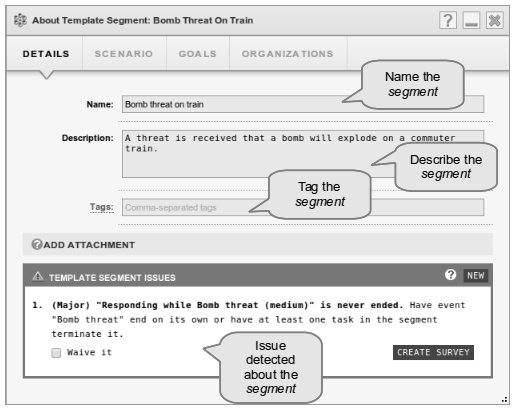 About Template Segment: Bomb Threat On Train
?
DETAILS SCENARIO GOALS ORGANIZATIONS
Name the
segment
Name: Bomb threat on train
Description: A threat is received that a bomb will explode on a commuter
train.
Describe the
segment
Tag the
segment
Tags: Comma-separated tags
?ADD ATTACHMENT
TEMPLATE SEGMENT ISSUES ? NEW
1. (Major) "Responding while Bomb threat (medium)" is never ended. Have event
"Bomb threat" end on its own or have at least one task in the segment
terminate it.
Waive it CREATE SURVEY
Issue
detected
about the
segment